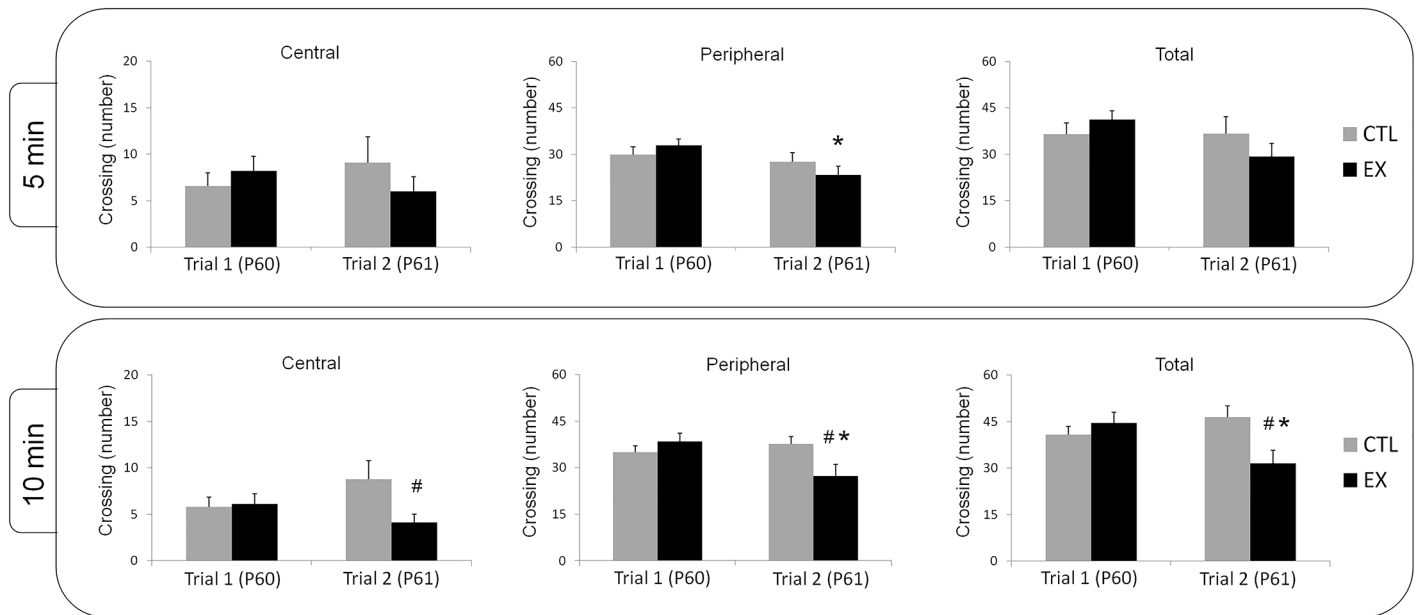 5 min
Central
Crossing (number)
20
15
10
5
0
Trial 1 (P60) Trial 2 (P61)
Peripheral
Crossing (number)
60
45
30
15
0
*
Trial 1 (P60) Trial 2 (P61)
Total
Crossing (number)
60
45
30
15
0
Trial 1 (P60) Trial 2 (P61)
CTL
EX
10 min
Central
Crossing (number)
20
15
10
5
0
#
Trial 1 (P60) Trial 2 (P61)
Peripheral
Crossing (number)
60
45
30
15
0
# *
Trial 1 (P60) Trial 2 (P61)
Total
Crossing (number)
60
45
30
15
0
# *
Trial 1 (P60) Trial 2 (P61)
CTL
EX